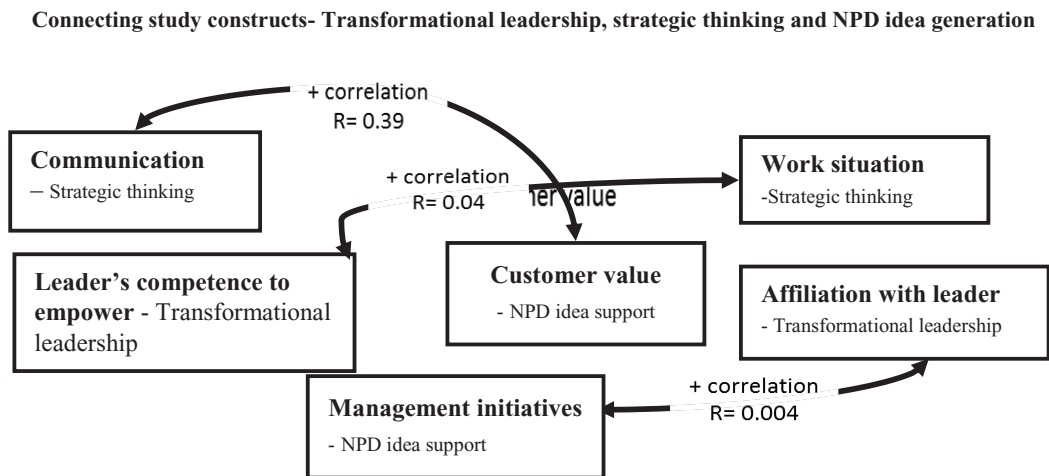 Connecting study constructs- Transformational leadership, strategic thinking and NPD idea generation
+ correlation
R= 0.39
Communication
– Strategic thinking
+ correlation
R= 0.04
value
Work situation
-Strategic thinking
Leader’s competence to
empower - Transformational
leadership
Customer value
- NPD idea support
Affiliation with leader
- Transformational leadership
Management initiatives
- NPD idea support
+ correlation
R= 0.004